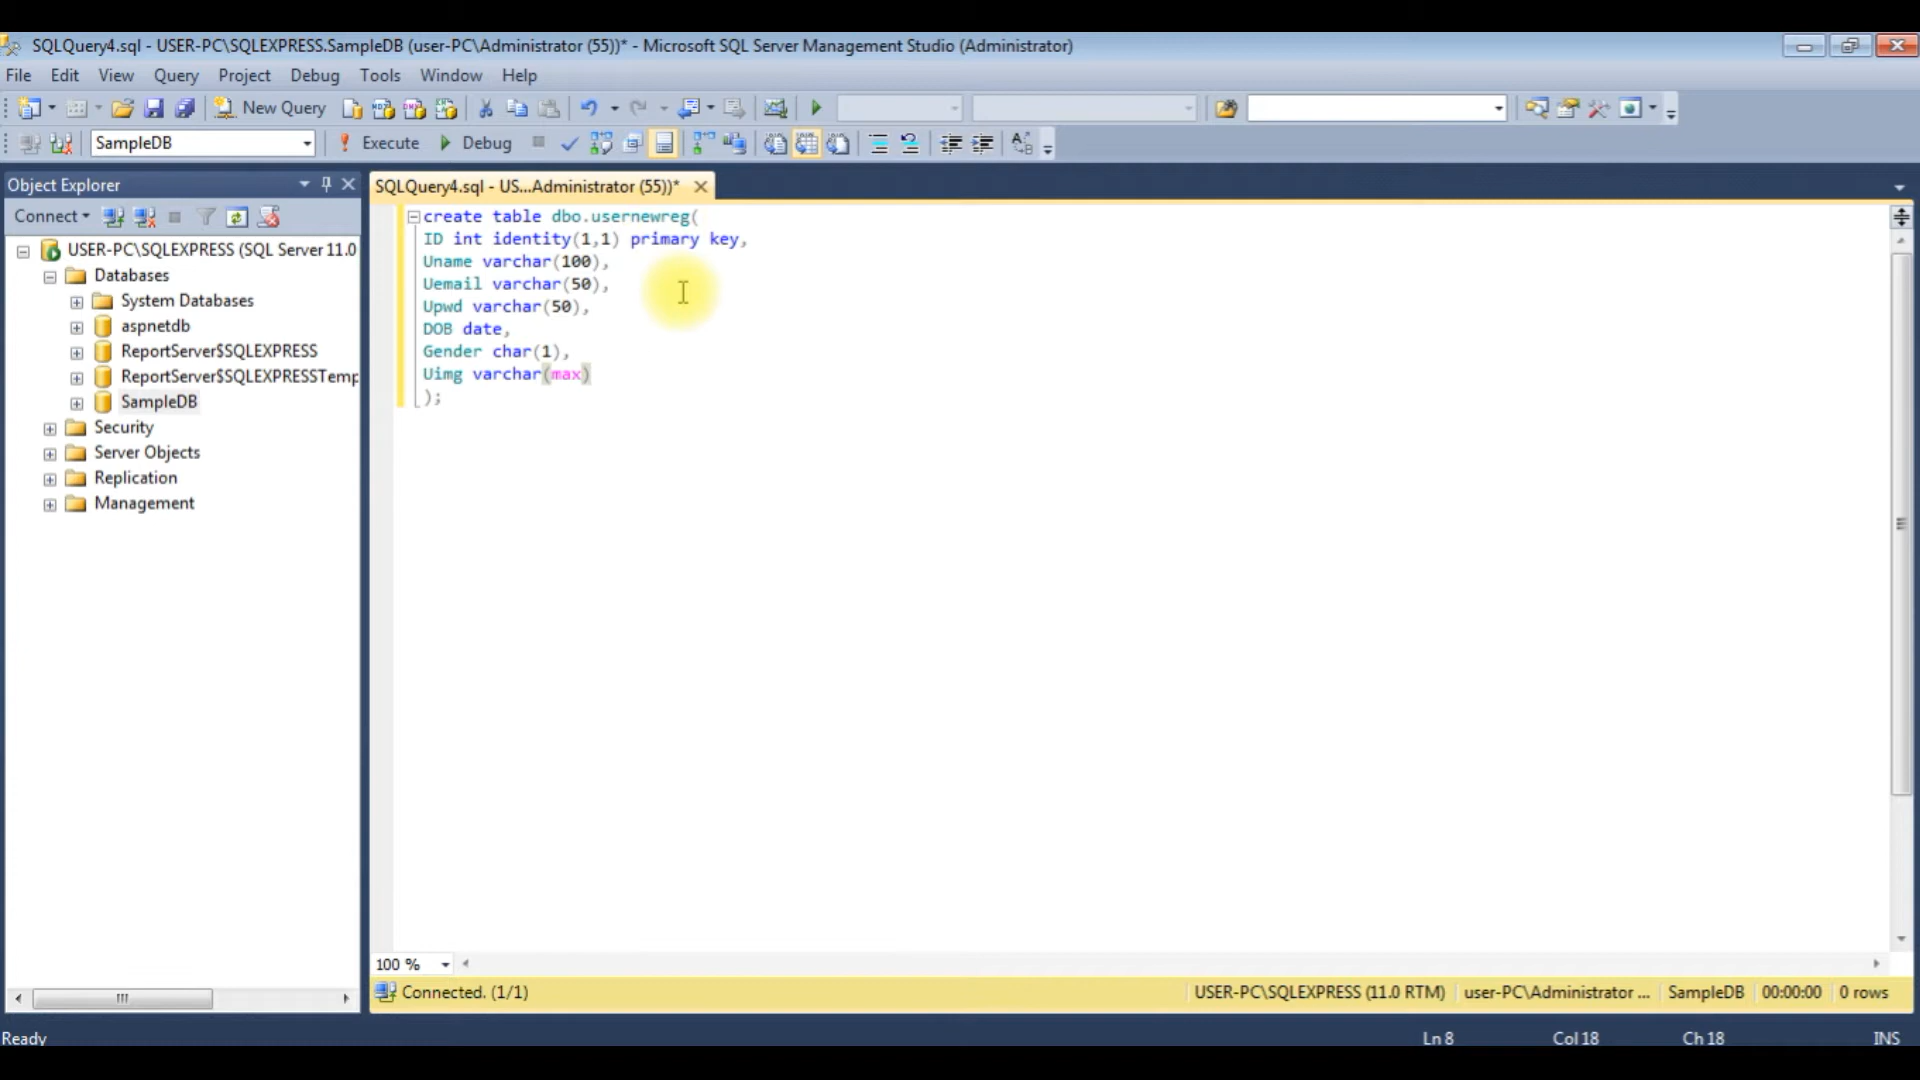 SQLQuery4.sql - USER-PC\SQLEXPRESS.SampleDB (user-PC\Administrator (55))* - Microsoft SQL Server Management Studio (Administrator)
File Edit View Query Project Debug Tools Window Help
New Query
SampleDB Execute Debug
Object Explorer
SQLQuery4.sql - US...Administrator (55))*
Connect
USER-PC\SQLEXPRESS (SQL Server 11.0
Databases
System Databases
aspnetdb
ReportServer$SQLEXPRESS
ReportServer$SQLEXPRESSTemp
SampleDB
Security
Server Objects
Replication
Management
create table dbo.usernewreg(
ID int identity(1,1) primary key,
Uname varchar(100),
Uemail varchar(50),
Upwd varchar(50),
DOB date,
Gender char(1),
Uimg varchar(max)
);
100 %
Connected. (1/1) USER-PC\SQLEXPRESS (11.0 RTM) user-PC\Administrator ... SampleDB 00:00:00 0 rows
Ready Ln 8 Col 18 Ch 18 INS